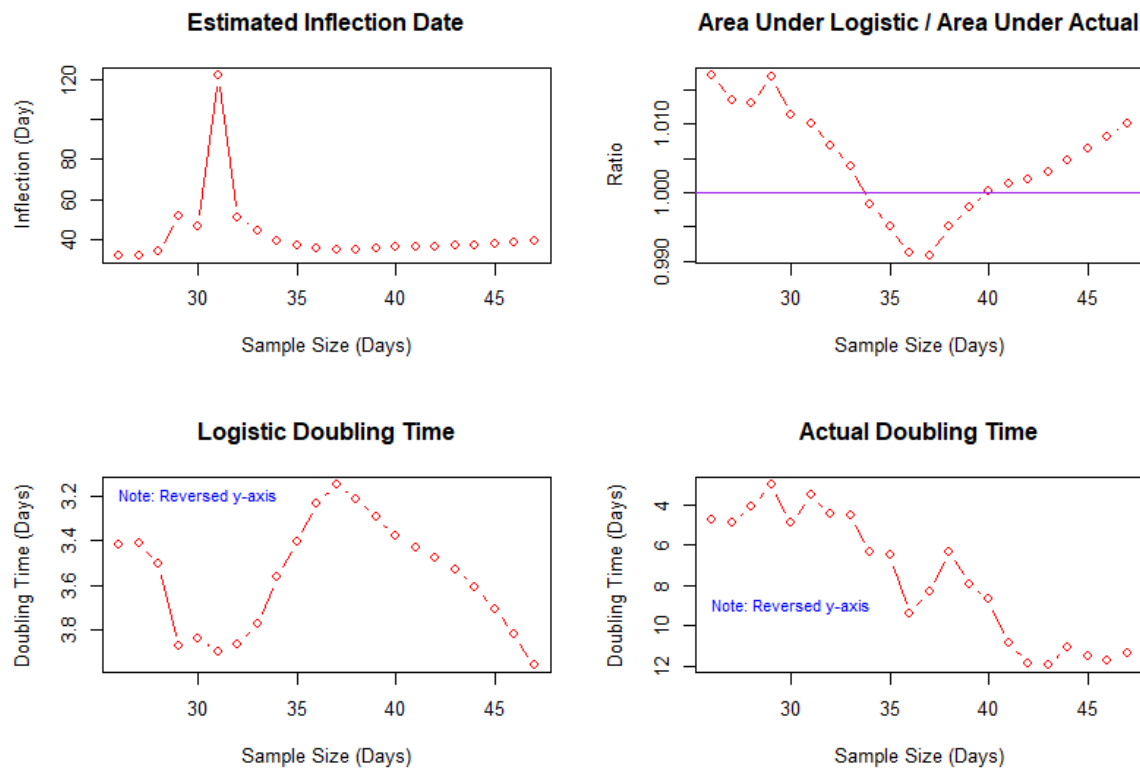 Estimated Inflection Date
Inflection (Day)
120
80
60
40
30
35
40
45
Sample Size (Days)
Area Under Logistic / Area Under Actual
Ratio
1.010
1.000
0.990
30
35
40
45
Sample Size (Days)
Logistic Doubling Time
Note: Reversed y-axis
Doubling Time (Days)
3.2
3.4
3.6
3.8
30
35
40
45
Sample Size (Days)
Actual Doubling Time
Doubling Time (Days)
4
6
8
10
12
Note: Reversed y-axis
30
35
40
45
Sample Size (Days)